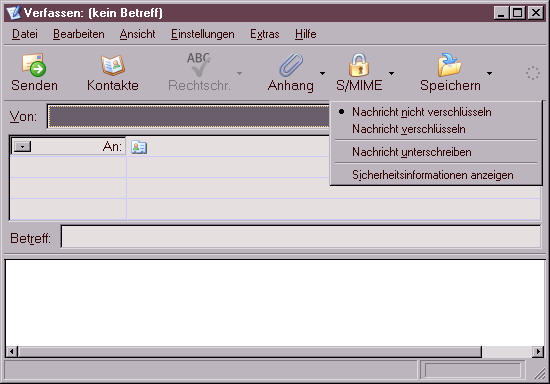 Verfassen: (kein Betreff)
Datei Bearbeiten Ansicht Einstellungen Extras Hilfe
ABC
Senden Kontakte Rechtschr. Anhang S/MIME Speichern
Von:
Nachricht nicht verschlüsseln
Nachricht verschlüsseln
An:
Nachricht unterschreiben
Sicherheitsinformationen anzeigen
Betreff: